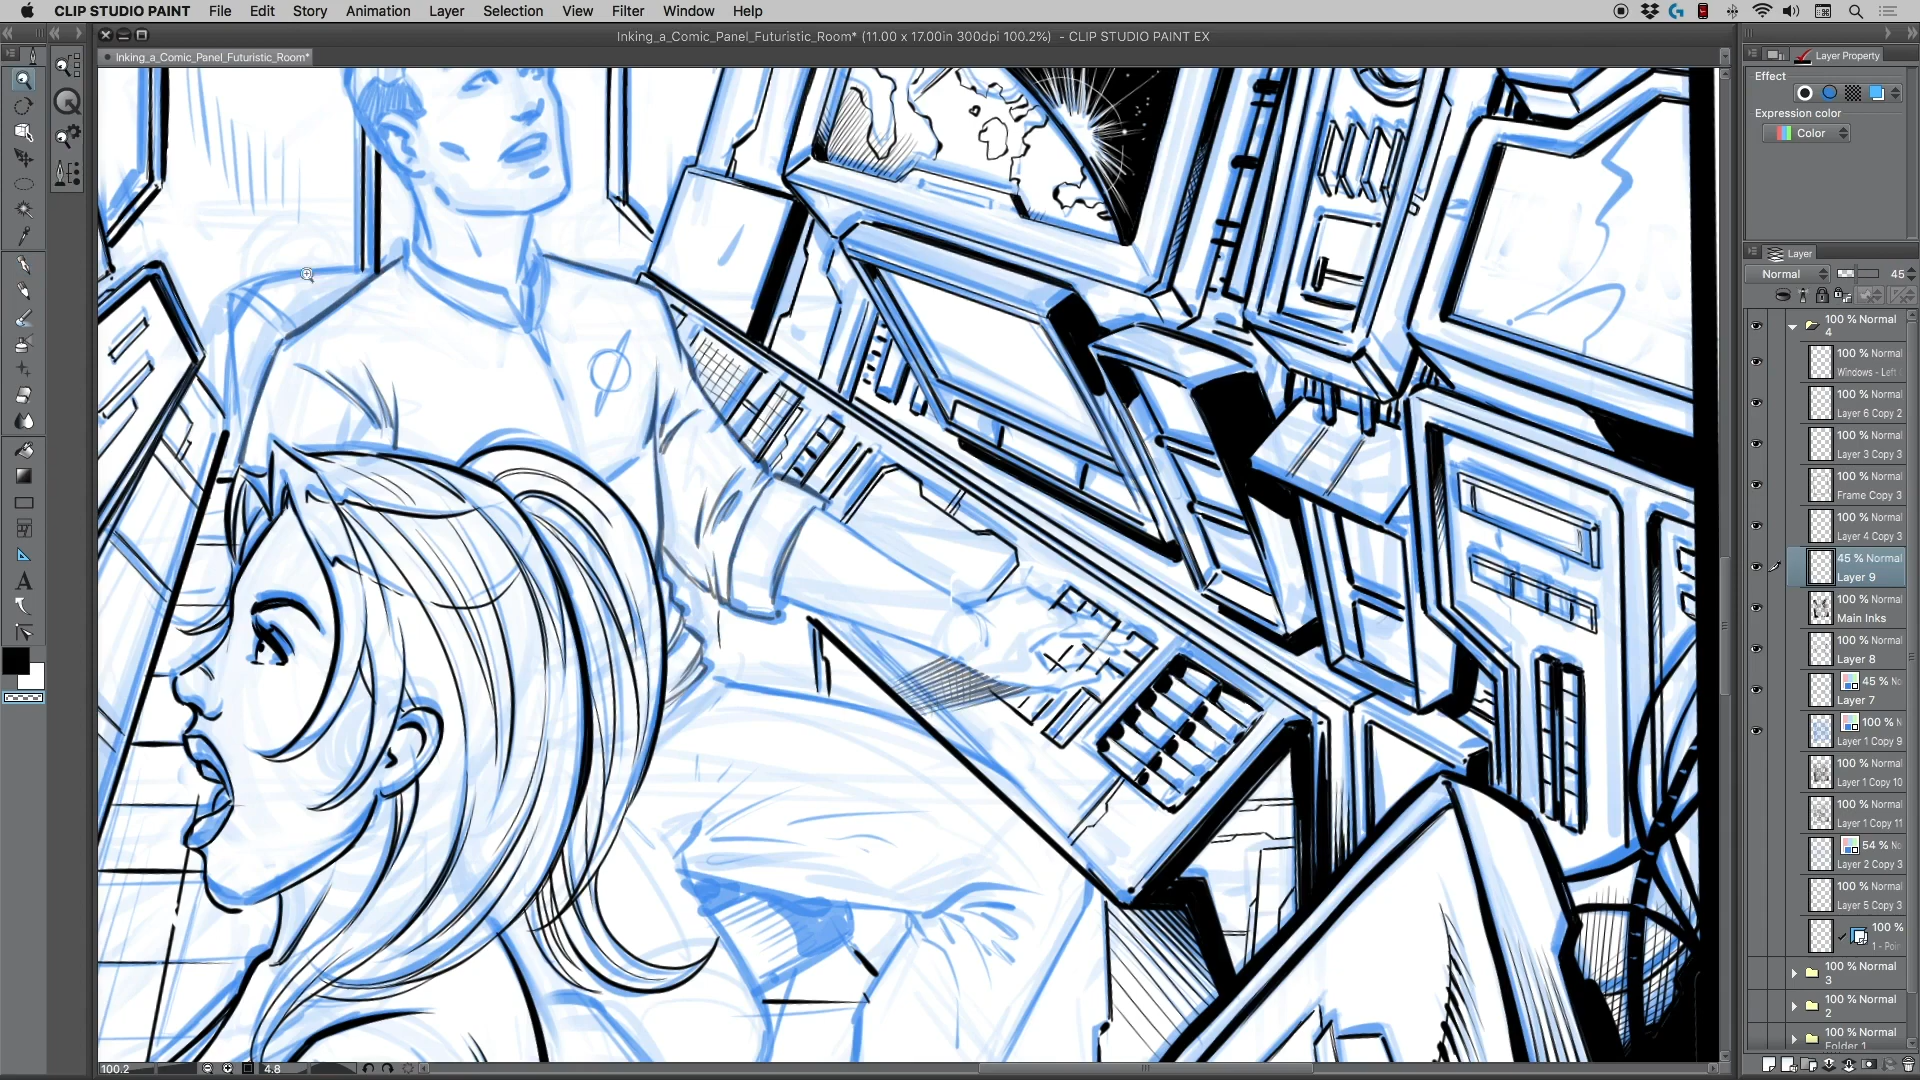 CLIP STUDIO PAINT File Edit Story Animation Layer Selection View Filter Window Help
Inking_a_Comic_Panel_Futuristic_Room* (11.00 x 17.00in 300dpi 100.2%) - CLIP STUDIO PAINT EX
Inking_a_Comic_Panel_Futuristic_Room*
Layer Property
Effect
Expression color
Color
Layer
Normal 45
100 % Normal
4
100 % Normal
Windows - Left
100 % Normal
Layer 6 Copy 2
100 % Normal
Layer 3 Copy 3
100 % Normal
Frame Copy 3
100 % Normal
Layer 4 Copy 3
45 % Normal
Layer 9
100 % Normal
Main Inks
100 % Normal
Layer 8
45 % No
Layer 7
100 % N
Layer 1 Copy 9
100 % Normal
Layer 1 Copy 10
100 % Normal
Layer 1 Copy 11
54 % No
Layer 2 Copy 3
100 % Normal
Layer 5 Copy 3
100 %
1 - Poi
100 % Normal
3
100 % Normal
2
100 % Normal
Folder 1
100.2 4.8